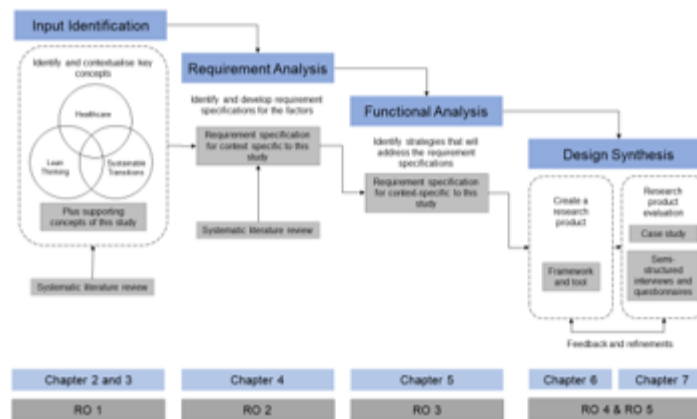 Input Identification
Identify and contextualise key
concepts
Healthcare
Lean
Thinking
Sustainable
Transitions
Plus supporting
concepts of this study
Systematic literature review
Requirement Analysis
Identify and develop requirement
specifications for the factors
Requirement specification
for context specific to this
study
Systematic literature review
Functional Analysis
Identify strategies that will
address the requirement
specifications
Requirement specification
for context-specific to this
study
Design Synthesis
Create a
research
product
Framework
and tool
Research
product
evaluation
Case study
Semi-
structured
interviews and
questionnaires
Feedback and refinements
Chapter 2 and 3
Chapter 4
Chapter 5
Chapter 6
Chapter 7
RO 1
RO 2
RO 3
RO 4 & RO 5